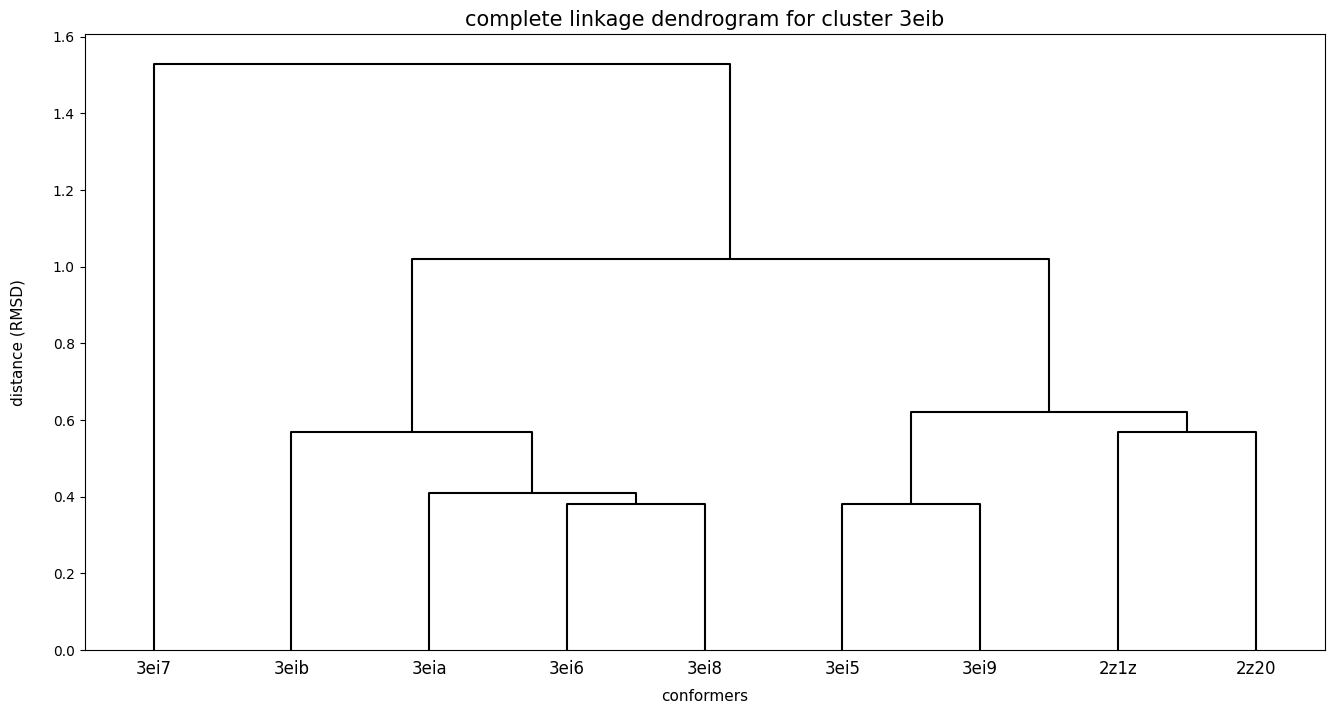 complete linkage dendrogram for cluster 3eib
1.6
1.4
1.2
1.0
0.8
0.6
0.4
0.2
0.0
distance (RMSD)
3ei7 3eib 3eia 3ei6 3ei8 3ei5 3ei9 2z1z 2z20
conformers